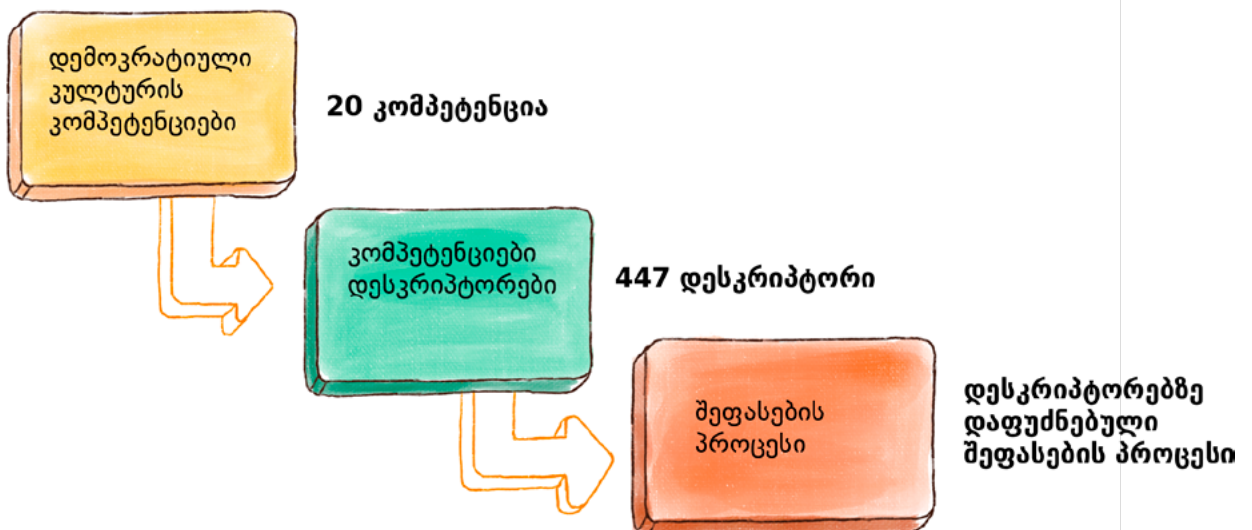 დემოკრატიული
კულტურის
კომპეტენციები
20 კომპეტენცია
კომპეტენციები
დესკრიპტორები
447 დესკრიპტორი
შეფასების
პროცესი
დესკრიპტორებზე
დაფუძნებული
შეფასების პროცესი